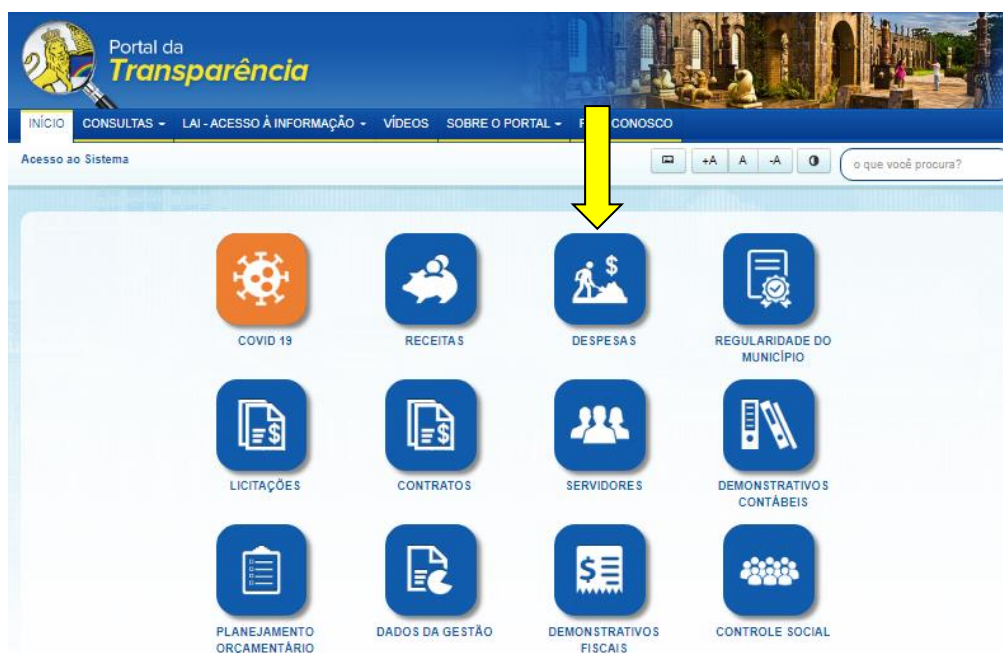 Portal da
Transparência
INÍCIO CONSULTAS LAI - ACESSO À INFORMAÇÃO VÍDEOS SOBRE O PORTAL CONOSCO
Acesso ao Sistema +A A -A o que você procura?
COVID 19 RECEITAS DESPESAS REGULARIDADE DO
MUNICÍPIO
LICITAÇÕES CONTRATOS SERVIDORES DEMONSTRATIVOS
CONTÁBEIS
PLANEJAMENTO DADOS DA GESTÃO DEMONSTRATIVOS CONTROLE SOCIAL
ORÇAMENTÁRIO FISCAIS